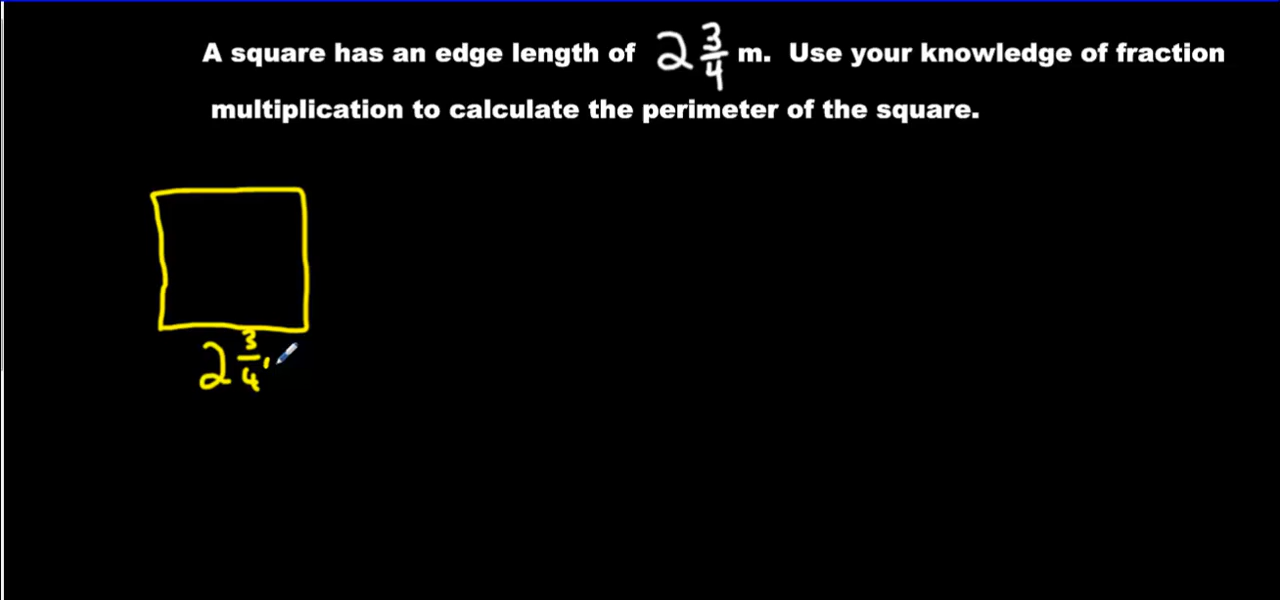 A square has an edge length of 2 3/4 m. Use your knowledge of fraction
multiplication to calculate the perimeter of the square.
2 3/4